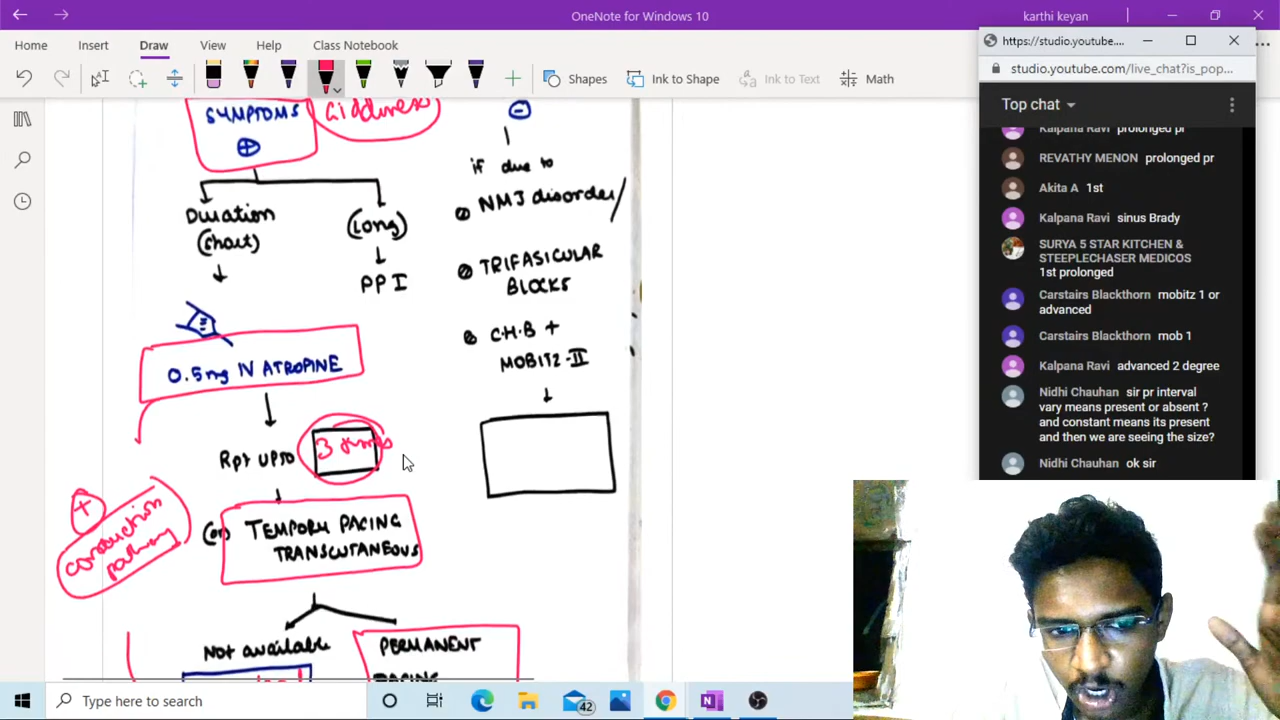 OneNote for Windows 10
karthi keyan
Home
Insert
Draw
View
Help
Class Notebook
Shapes
Ink to Shape
Ink to Text
Math
SYMPTOMS
Giddiness
if due to
NMJ disorder/
TRIFASICULAR
BLOCKS
C.H.B +
MOBITZ-II
Duration
(short)
(Long)
PPI
0.5mg IV ATROPINE
Rpt upto
3 times
+
conduction
pathway
(or)
TEMPORY PACING
TRANSCUTANEOUS
Not available
PERMANENT
PACING
https://studio.youtube....
studio.youtube.com/live_chat?is_pop...
Top chat
Kalpana Ravi prolonged pr
REVATHY MENON prolonged pr
Akita A 1st
Kalpana Ravi sinus Brady
SURYA 5 STAR KITCHEN &
STEEPLECHASER MEDICOS
1st prolonged
Carstairs Blackthorn mobitz 1 or
advanced
Carstairs Blackthorn mob 1
Kalpana Ravi advanced 2 degree
Nidhi Chauhan sir pr interval
vary means present or absent ?
and constant means its present
and then we are seeing the size?
Nidhi Chauhan ok sir
Type here to search
42